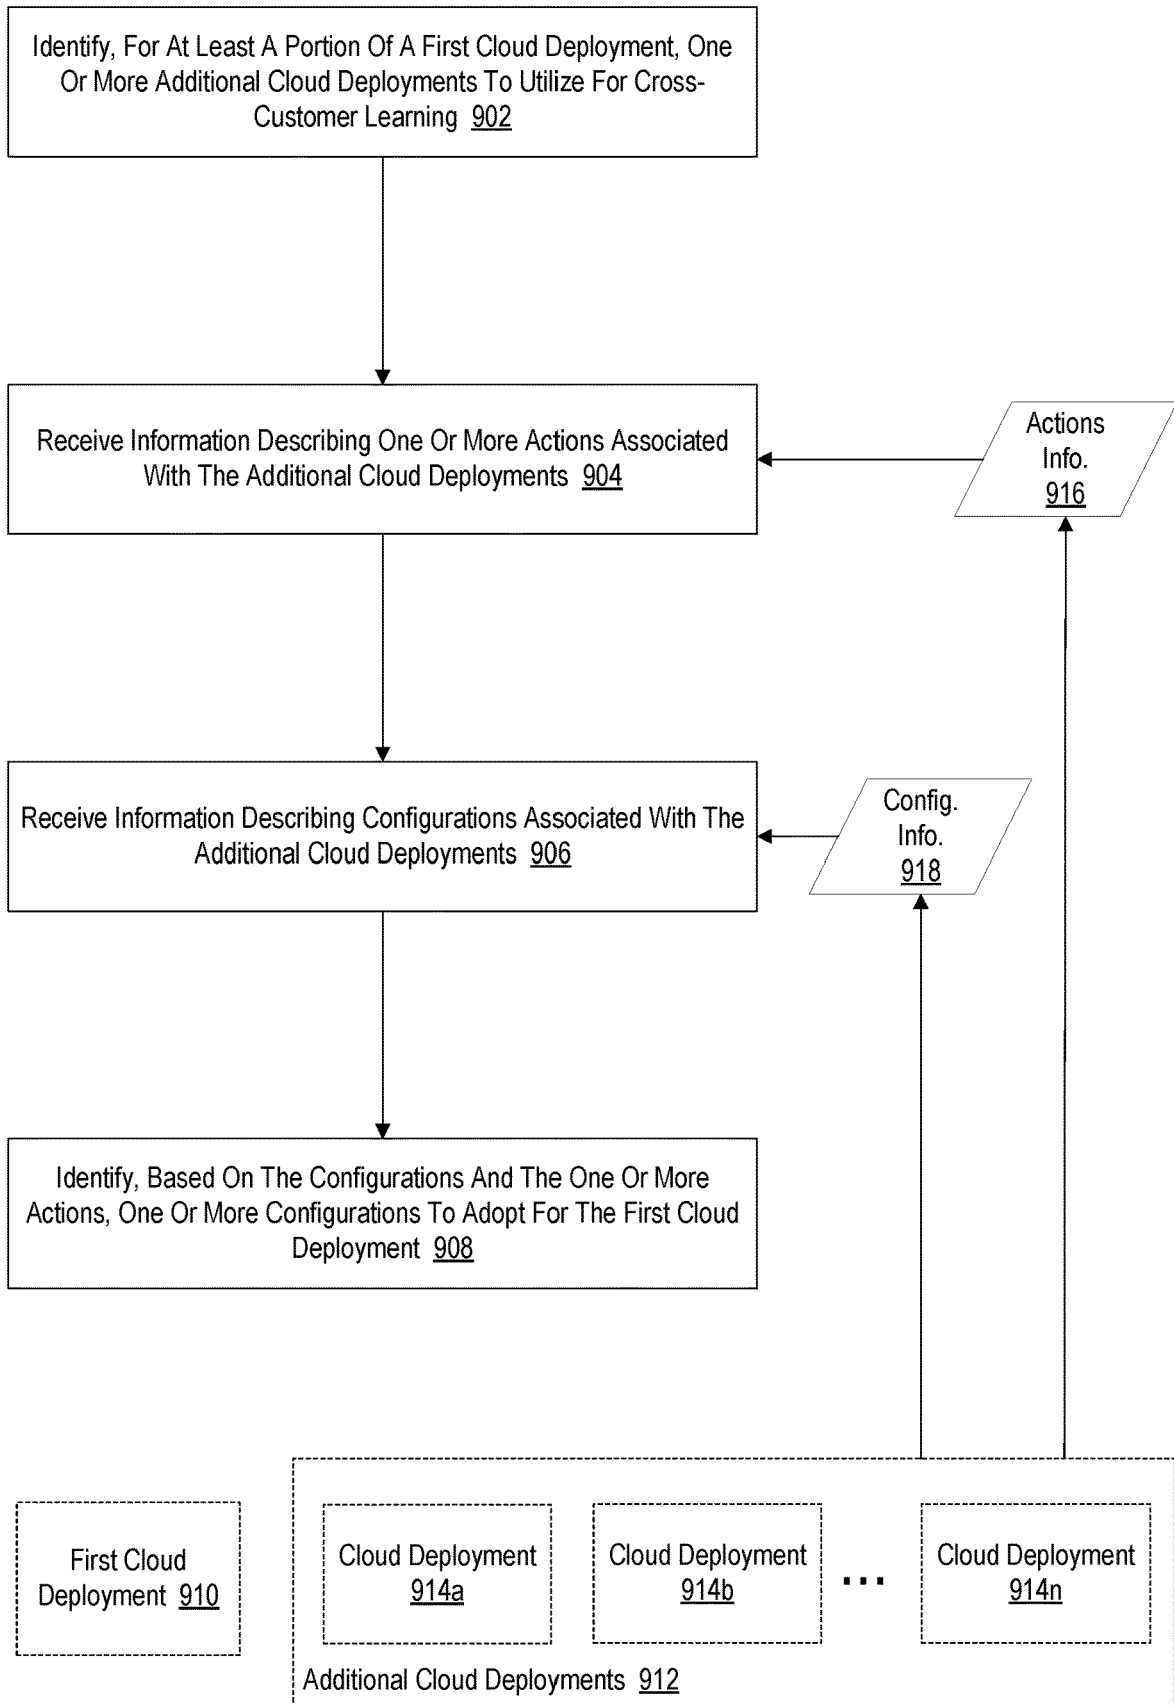 Identify, For At Least A Portion Of A First Cloud Deployment, One
Or More Additional Cloud Deployments To Utilize For Cross-
Customer Learning 902
Receive Information Describing One Or More Actions Associated
With The Additional Cloud Deployments 904
Actions
Info.
916
Receive Information Describing Configurations Associated With The
Additional Cloud Deployments 906
Config.
Info.
918
Identify, Based On The Configurations And The One Or More
Actions, One Or More Configurations To Adopt For The First Cloud
Deployment 908
First Cloud
Deployment 910
Cloud Deployment
914a
Cloud Deployment
914b
...
Cloud Deployment
914n
Additional Cloud Deployments 912